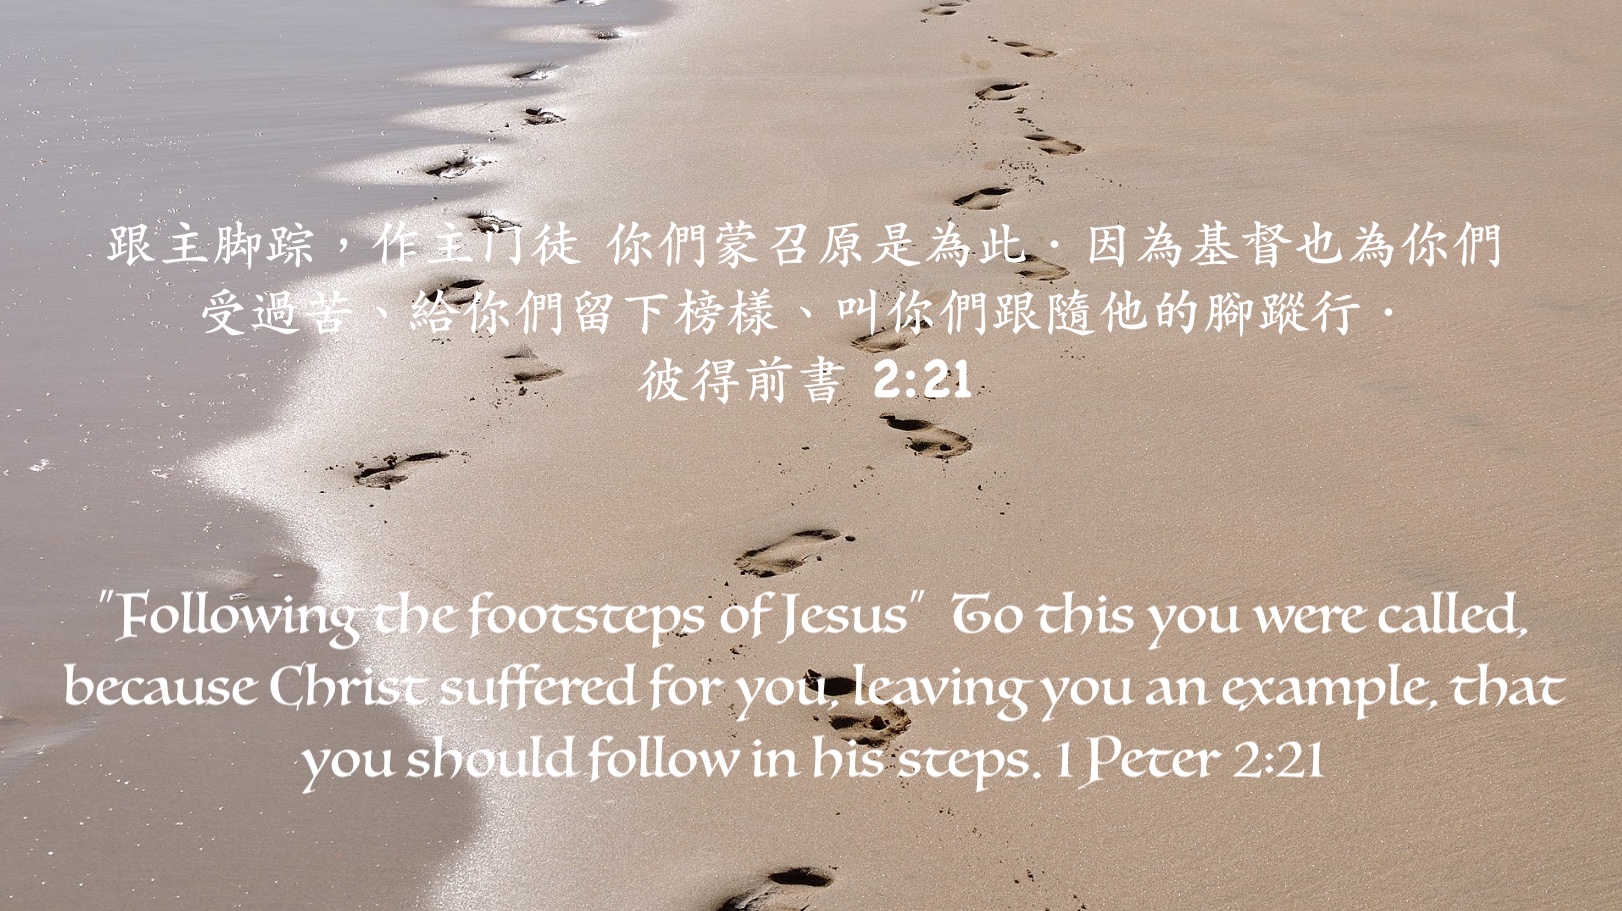 跟主脚踪，作主门徒 你們蒙召原是為此．因為基督也為你們
受過苦、給你們留下榜樣、叫你們跟隨他的腳蹤行．
彼得前書 2:21
"Following the footsteps of Jesus" To this you were called,
because Christ suffered for you, leaving you an example, that
you should follow in his steps. 1 Peter 2:21